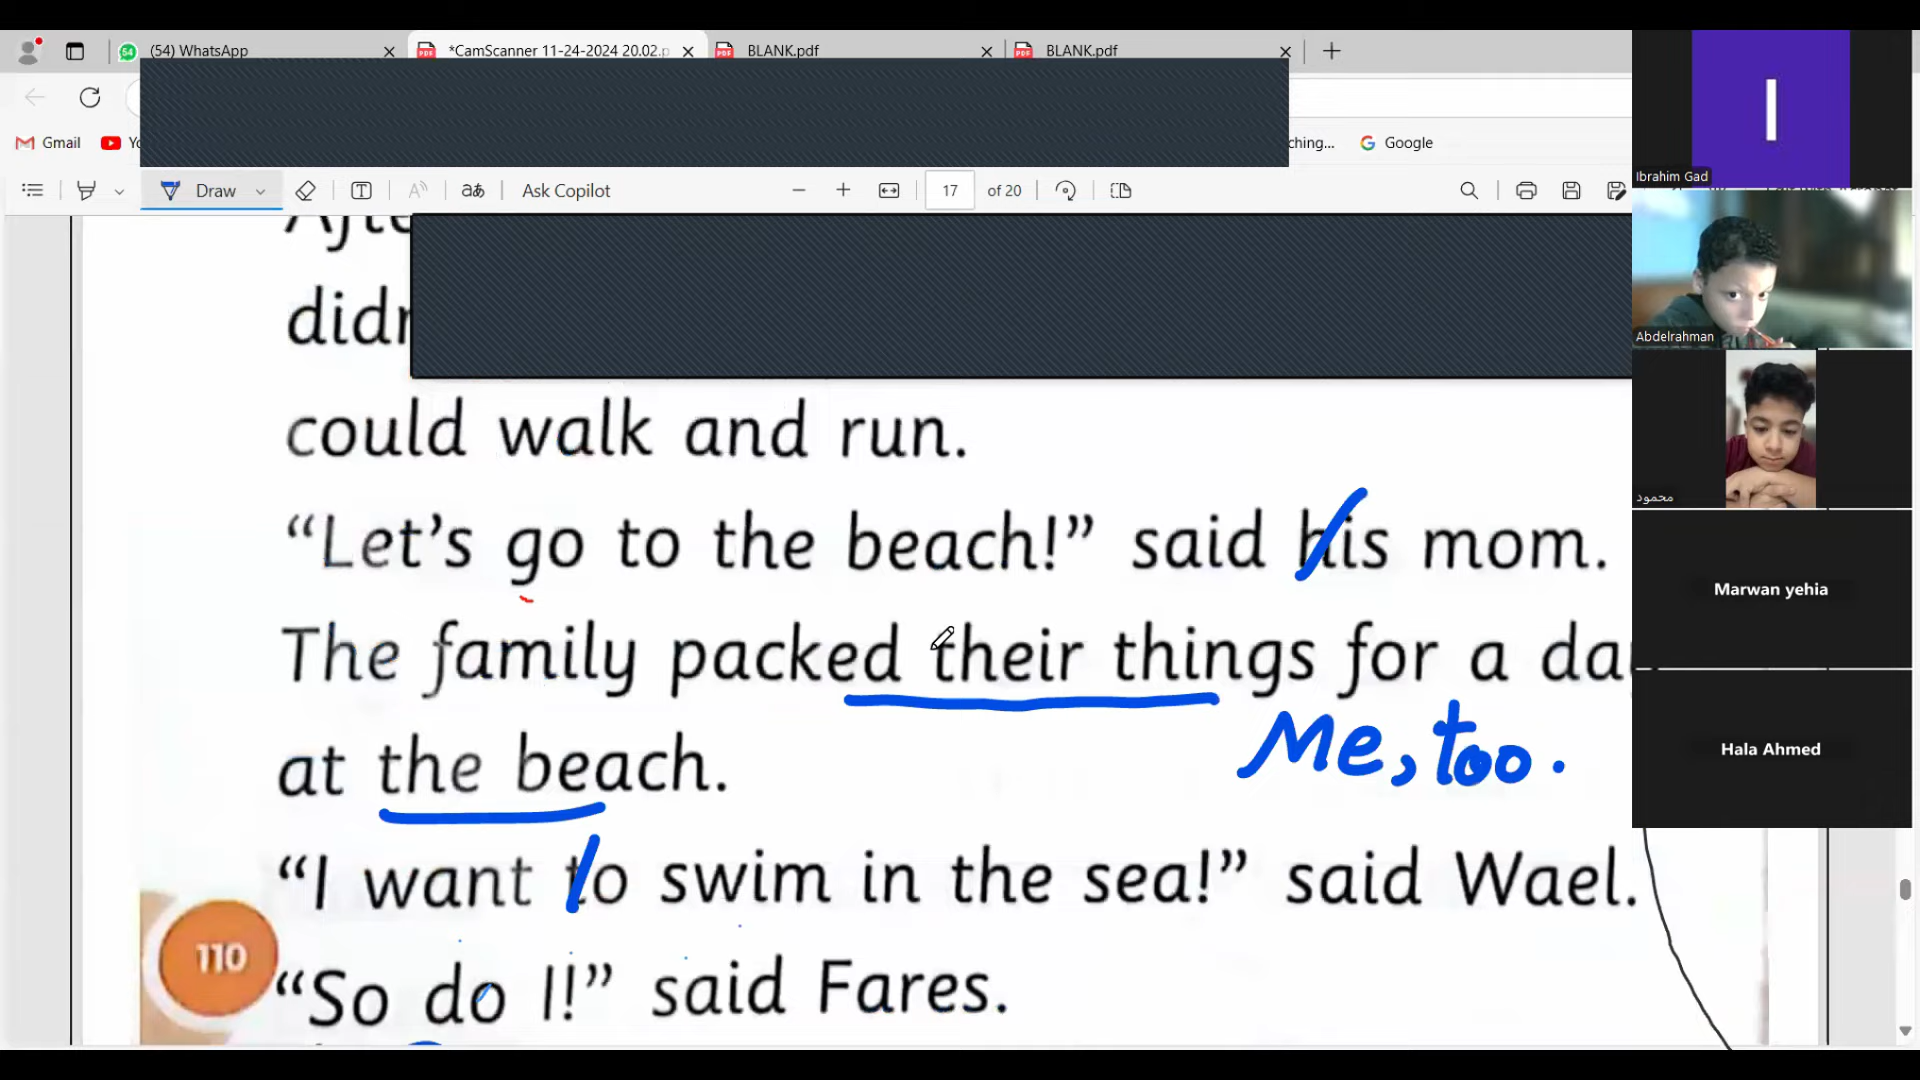 (54) WhatsApp
*CamScanner 11-24-2024 20.02.p
BLANK.pdf
BLANK.pdf
Gmail
ching...
Google
Draw
Ask Copilot
17 of 20
could walk and run.
“Let’s go to the beach!” said his mom.
The family packed their things for a da
at the beach.
Me, too.
“I want to swim in the sea!” said Wael.
110
“So do I!” said Fares.
I
Ibrahim Gad
Abdelrahman
محمود
Marwan yehia
Hala Ahmed